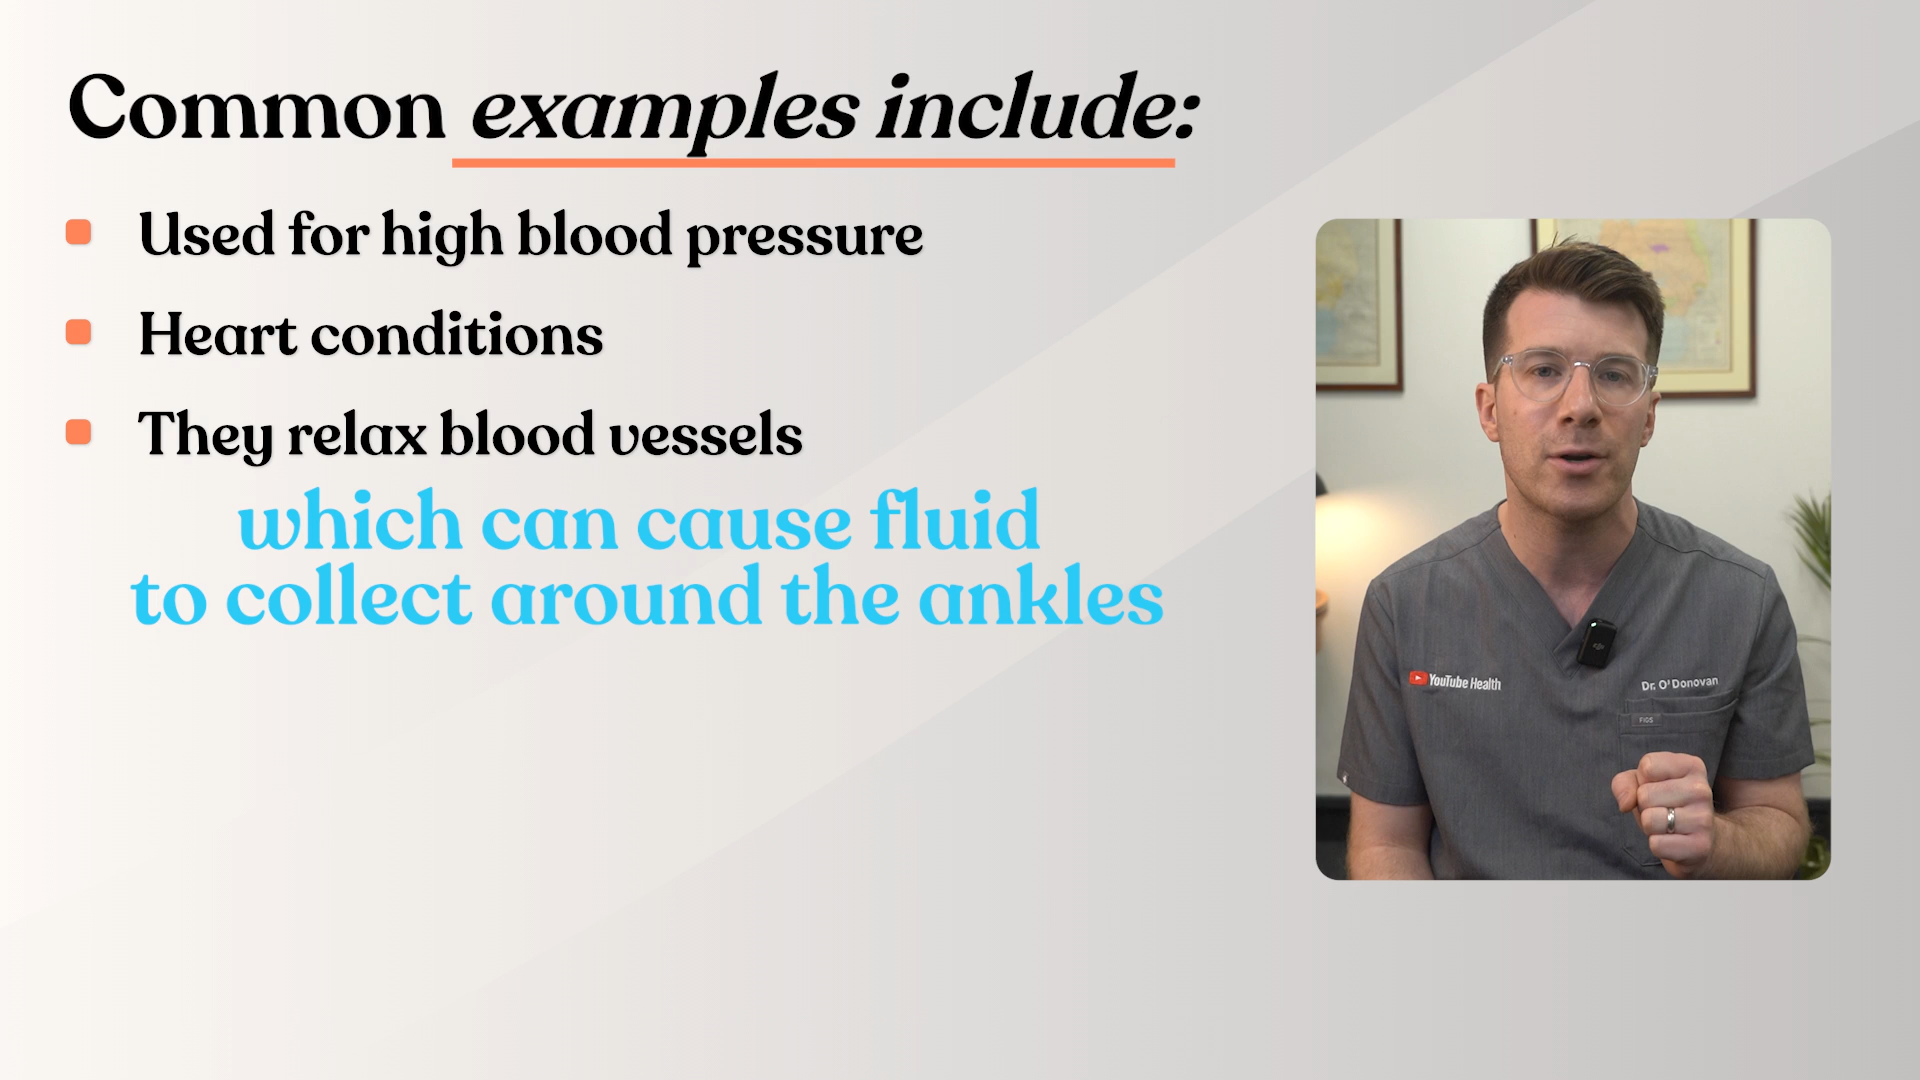 Common examples include:
Used for high blood pressure
Heart conditions
They relax blood vessels
which can cause fluid
to collect around the ankles
YouTube Health
Dr. O'Donovan
FIGS